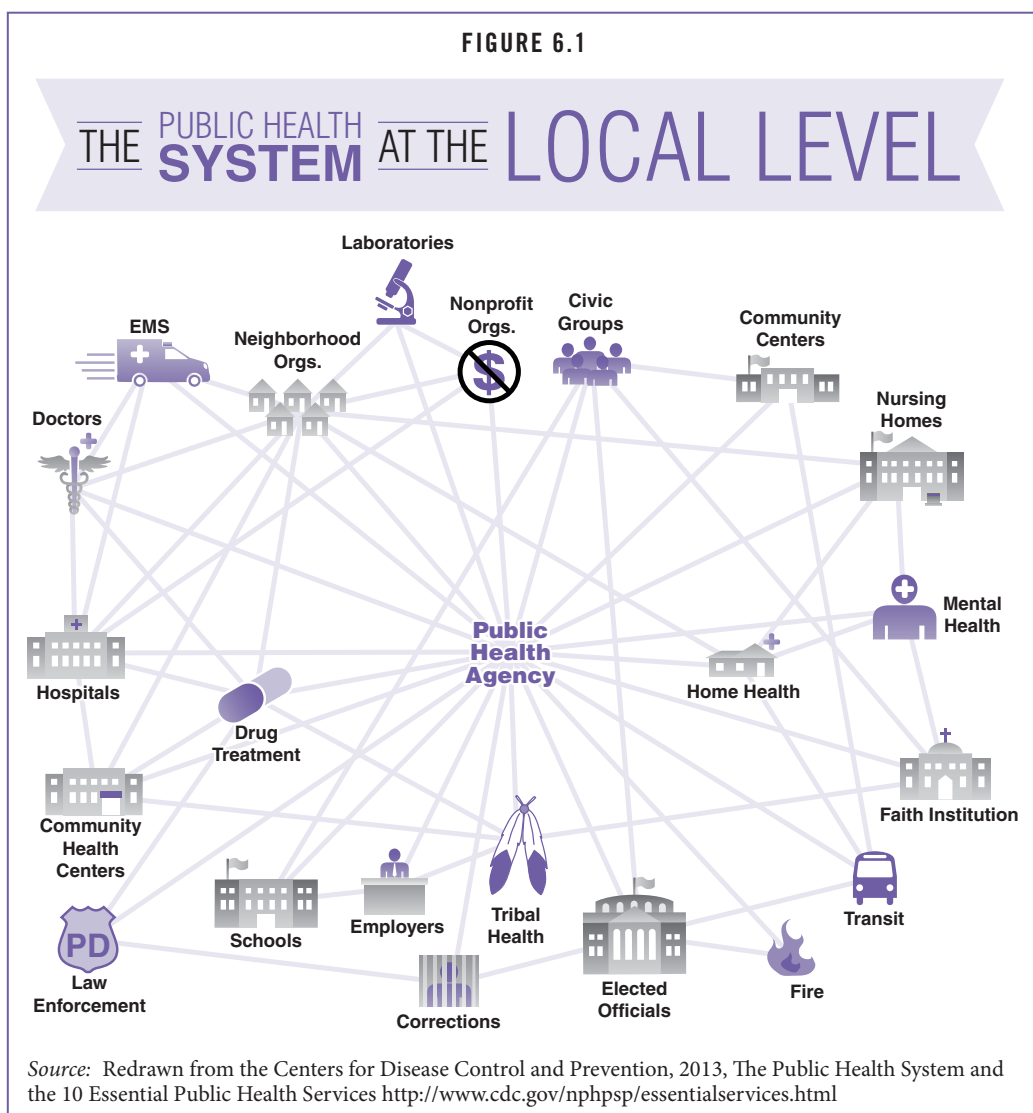 FIGURE 6.1
THE PUBLIC HEALTH SYSTEM AT THE LOCAL LEVEL
Laboratories
EMS
Neighborhood
Orgs.
Nonprofit
Orgs.
$
Civic
Groups
Community
Centers
Doctors
Nursing
Homes
Public
Health
Agency
Mental
Health
Hospitals
Home Health
Drug
Treatment
Faith Institution
Community
Health
Centers
Schools
Employers
Tribal
Health
Transit
PD
Law
Enforcement
Corrections
Elected
Officials
Fire
Source: Redrawn from the Centers for Disease Control and Prevention, 2013, The Public Health System and
the 10 Essential Public Health Services http://www.cdc.gov/nphpsp/essentialservices.html